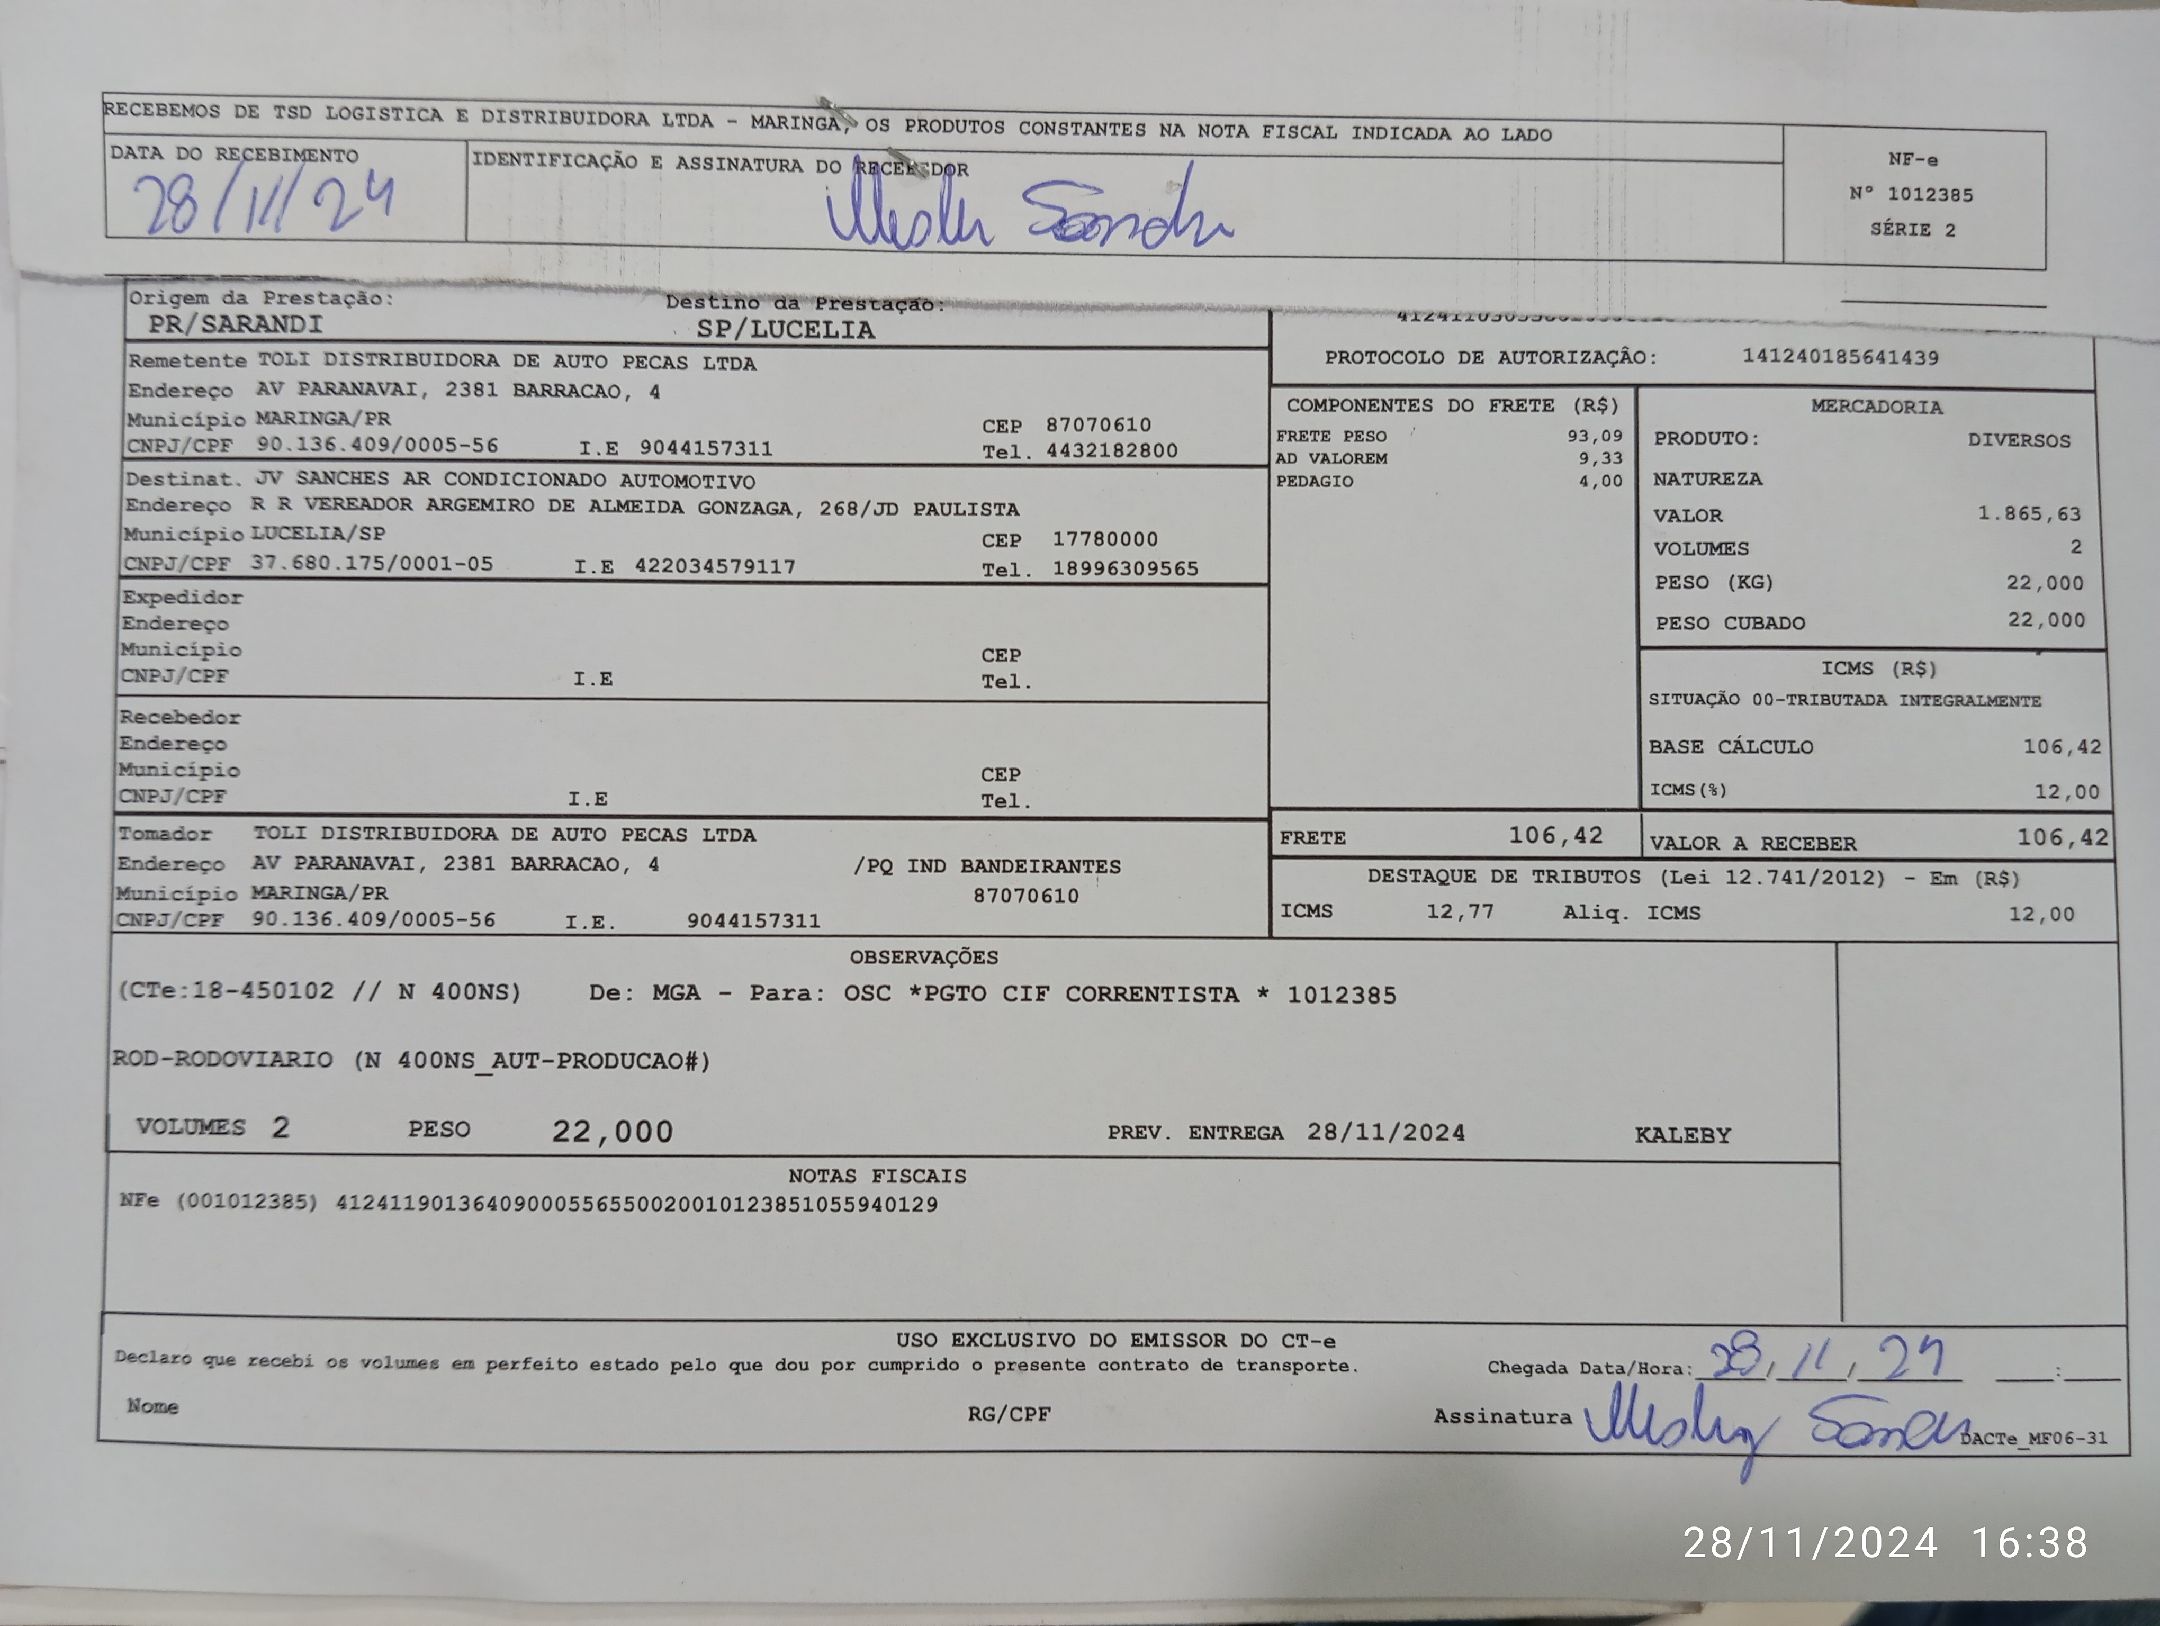 RECEBEMOS DE TSD LOGISTICA E DISTRIBUIDORA LTDA - MARINGA, OS PRODUTOS CONSTANTES NA NOTA FISCAL INDICADA AO LADO
DATA DO RECEBIMENTO
28/11/24
IDENTIFICAÇÃO E ASSINATURA DO RECEBEDOR
NF-e
Nº 1012385
SÉRIE 2
Origem da Prestação: Destino da Prestação:
PR/SARANDI SP/LUCELIA
PROTOCOLO DE AUTORIZAÇÃO: 141240185641439
Remetente TOLI DISTRIBUIDORA DE AUTO PECAS LTDA
Endereço AV PARANAVAI, 2381 BARRACAO, 4
Município MARINGA/PR CEP 87070610
CNPJ/CPF 90.136.409/0005-56 I.E 9044157311 Tel. 4432182800
Destinat. JV SANCHES AR CONDICIONADO AUTOMOTIVO
Endereço R R VEREADOR ARGEMIRO DE ALMEIDA GONZAGA, 268/JD PAULISTA
Município LUCELIA/SP CEP 17780000
CNPJ/CPF 37.680.175/0001-05 I.E 422034579117 Tel. 18996309565
Expedidor
Endereço
Município CEP
CNPJ/CPF I.E Tel.
Recebedor
Endereço
Município CEP
CNPJ/CPF I.E Tel.
Tomador TOLI DISTRIBUIDORA DE AUTO PECAS LTDA
Endereço AV PARANAVAI, 2381 BARRACAO, 4 /PQ IND BANDEIRANTES
Município MARINGA/PR 87070610
CNPJ/CPF 90.136.409/0005-56 I.E. 9044157311
COMPONENTES DO FRETE (R$)
FRETE PESO 93,09
AD VALOREM 9,33
PEDAGIO 4,00
MERCADORIA
PRODUTO: DIVERSOS
NATUREZA
VALOR 1.865,63
VOLUMES 2
PESO (KG) 22,000
PESO CUBADO 22,000
ICMS (R$)
SITUAÇÃO 00-TRIBUTADA INTEGRALMENTE
BASE CÁLCULO 106,42
ICMS(%) 12,00
FRETE 106,42 VALOR A RECEBER 106,42
DESTAQUE DE TRIBUTOS (Lei 12.741/2012) - Em (R$)
ICMS 12,77 Aliq. ICMS 12,00
OBSERVAÇÕES
(CTe:18-450102 // N 400NS) De: MGA - Para: OSC *PGTO CIF CORRENTISTA * 1012385
ROD-RODOVIARIO (N 400NS_AUT-PRODUCAO#)
VOLUMES 2 PESO 22,000 PREV. ENTREGA 28/11/2024 KALEBY
NOTAS FISCAIS
NFe (001012385) 41241190136409000556550020010123851055940129
USO EXCLUSIVO DO EMISSOR DO CT-e
Declaro que recebi os volumes em perfeito estado pelo que dou por cumprido o presente contrato de transporte.
Chegada Data/Hora: 28/11/24 ___:___
Nome RG/CPF Assinatura
DACTe_MF06-31
28/11/2024 16:38